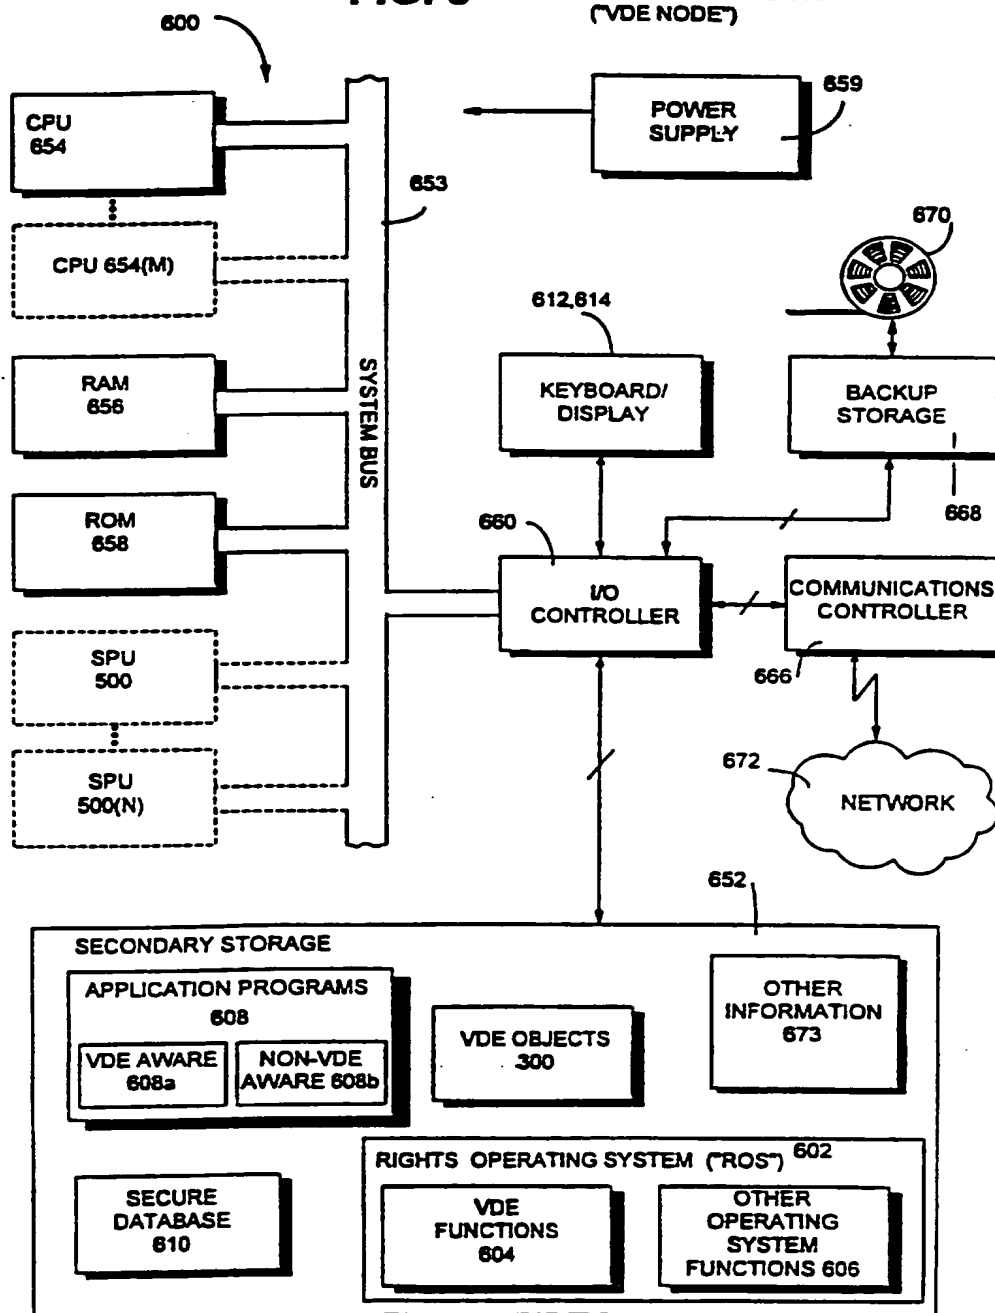 ("VDE NODE")
600
CPU
654
POWER
SUPPLY
659
653
CPU 654(M)
670
612,614
SYSTEM BUS
RAM
656
KEYBOARD/
DISPLAY
BACKUP
STORAGE
668
ROM
658
660
I/O
CONTROLLER
COMMUNICATIONS
CONTROLLER
666
SPU
500
SPU
500(N)
672
NETWORK
652
SECONDARY STORAGE
APPLICATION PROGRAMS
608
VDE AWARE
608a
NON-VDE
AWARE 608b
VDE OBJECTS
300
OTHER
INFORMATION
673
SECURE
DATABASE
610
RIGHTS OPERATING SYSTEM ("ROS") 602
VDE
FUNCTIONS
604
OTHER
OPERATING
SYSTEM
FUNCTIONS 606